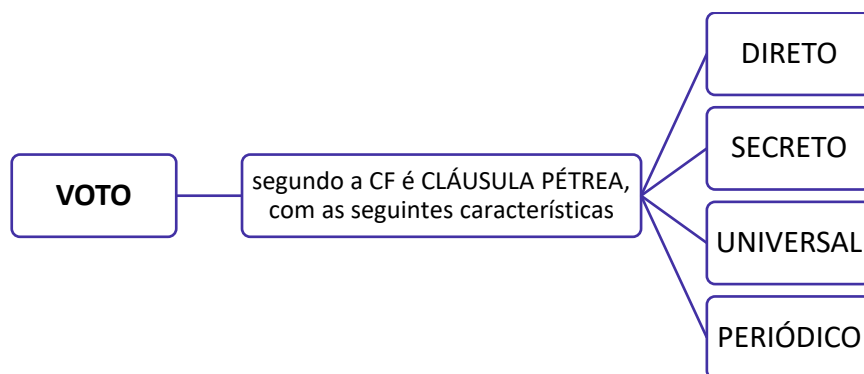 VOTO
segundo a CF é CLÁUSULA PÉTREA,
com as seguintes características
DIRETO
SECRETO
UNIVERSAL
PERIÓDICO